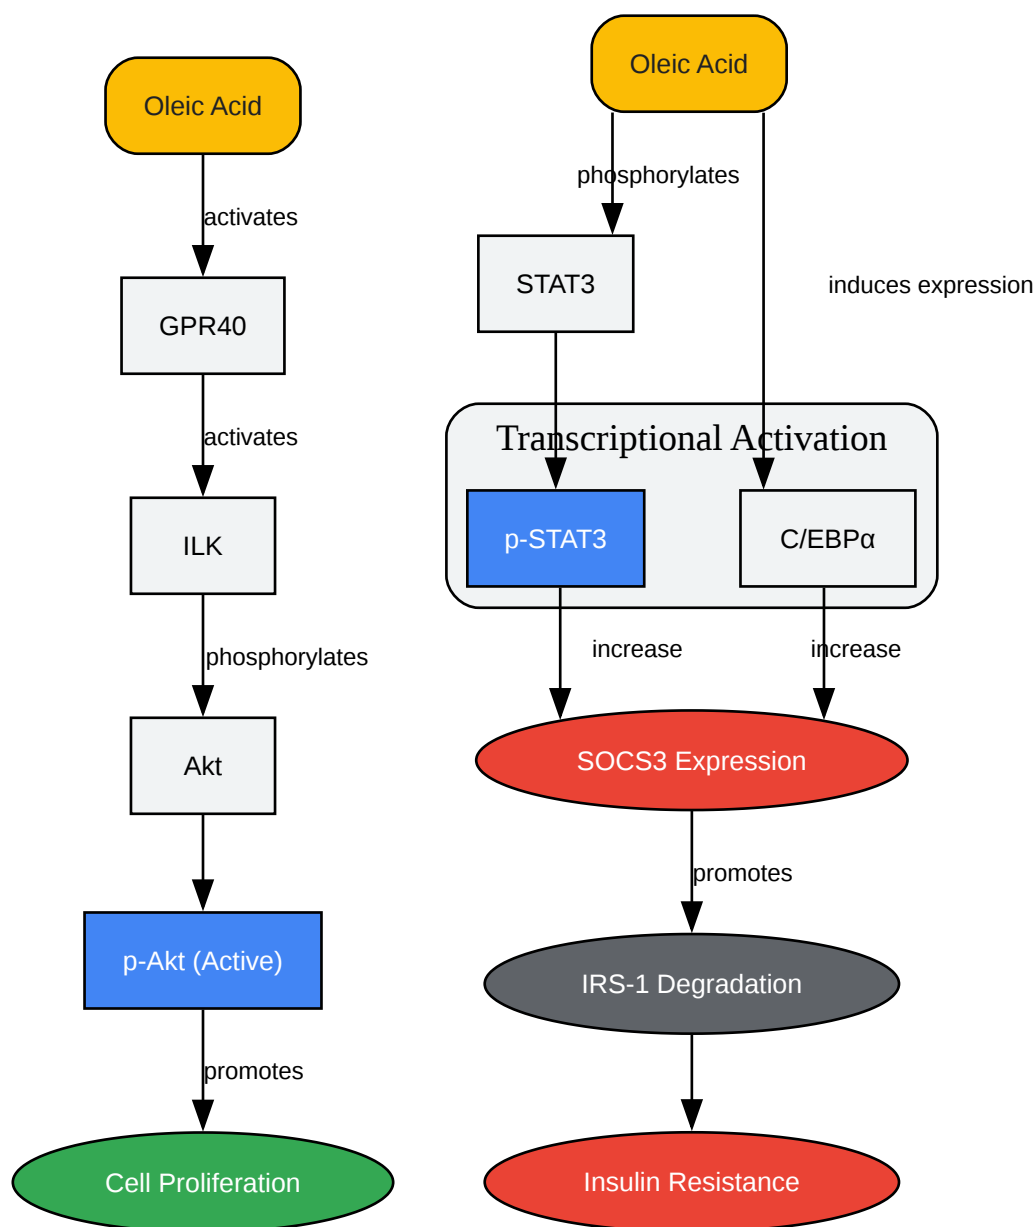 Oleic Acid
activates
GPR40
activates
ILK
phosphorylates
Akt
p-Akt (Active)
promotes
Cell Proliferation
Oleic Acid
phosphorylates
STAT3
induces expression
Transcriptional Activation
p-STAT3
C/EBPα
increase
increase
SOCS3 Expression
promotes
IRS-1 Degradation
Insulin Resistance